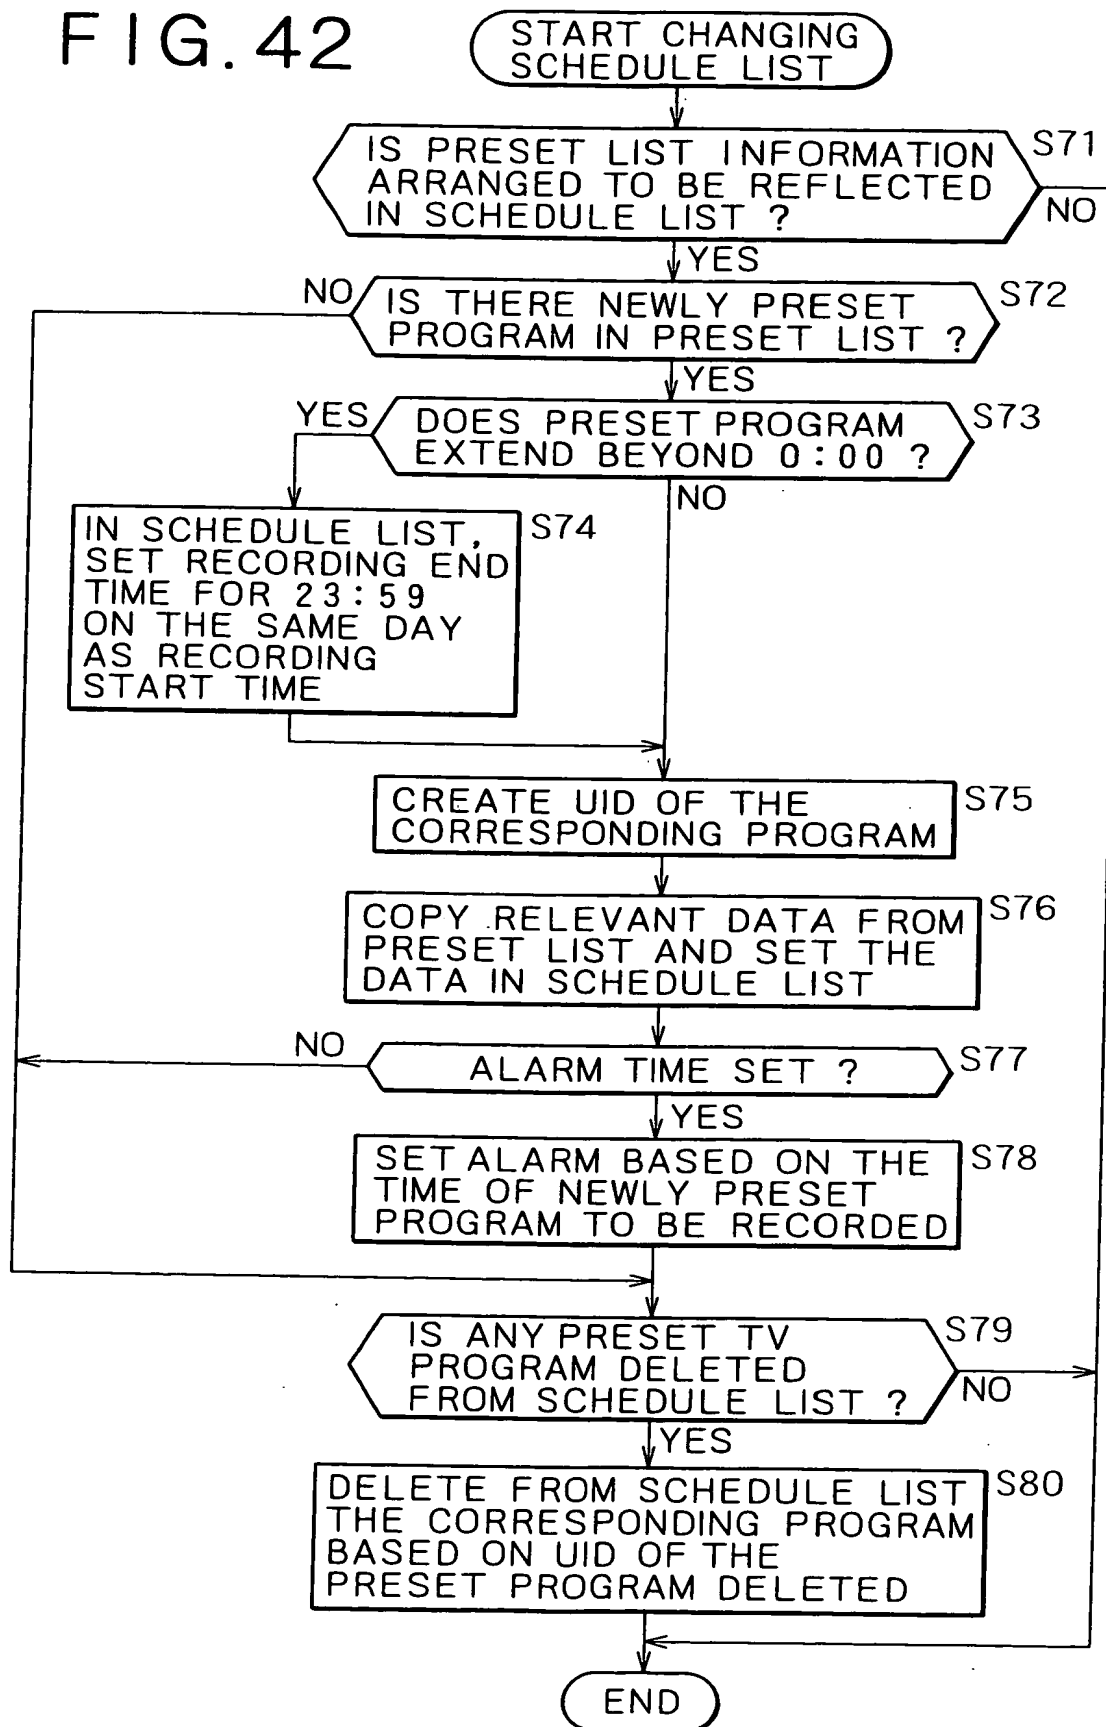 FIG. 42
START CHANGING
SCHEDULE LIST
IS PRESET LIST INFORMATION
ARRANGED TO BE REFLECTED
IN SCHEDULE LIST ?
S71
NO
YES
IS THERE NEWLY PRESET
PROGRAM IN PRESET LIST ?
S72
NO
YES
DOES PRESET PROGRAM
EXTEND BEYOND 0:00 ?
S73
YES
NO
IN SCHEDULE LIST,
SET RECORDING END
TIME FOR 23:59
ON THE SAME DAY
AS RECORDING
START TIME
S74
CREATE UID OF THE
CORRESPONDING PROGRAM
S75
COPY RELEVANT DATA FROM
PRESET LIST AND SET THE
DATA IN SCHEDULE LIST
S76
NO
ALARM TIME SET ?
S77
YES
SET ALARM BASED ON THE
TIME OF NEWLY PRESET
PROGRAM TO BE RECORDED
S78
IS ANY PRESET TV
PROGRAM DELETED
FROM SCHEDULE LIST ?
S79
NO
YES
DELETE FROM SCHEDULE LIST
THE CORRESPONDING PROGRAM
BASED ON UID OF THE
PRESET PROGRAM DELETED
S80
END